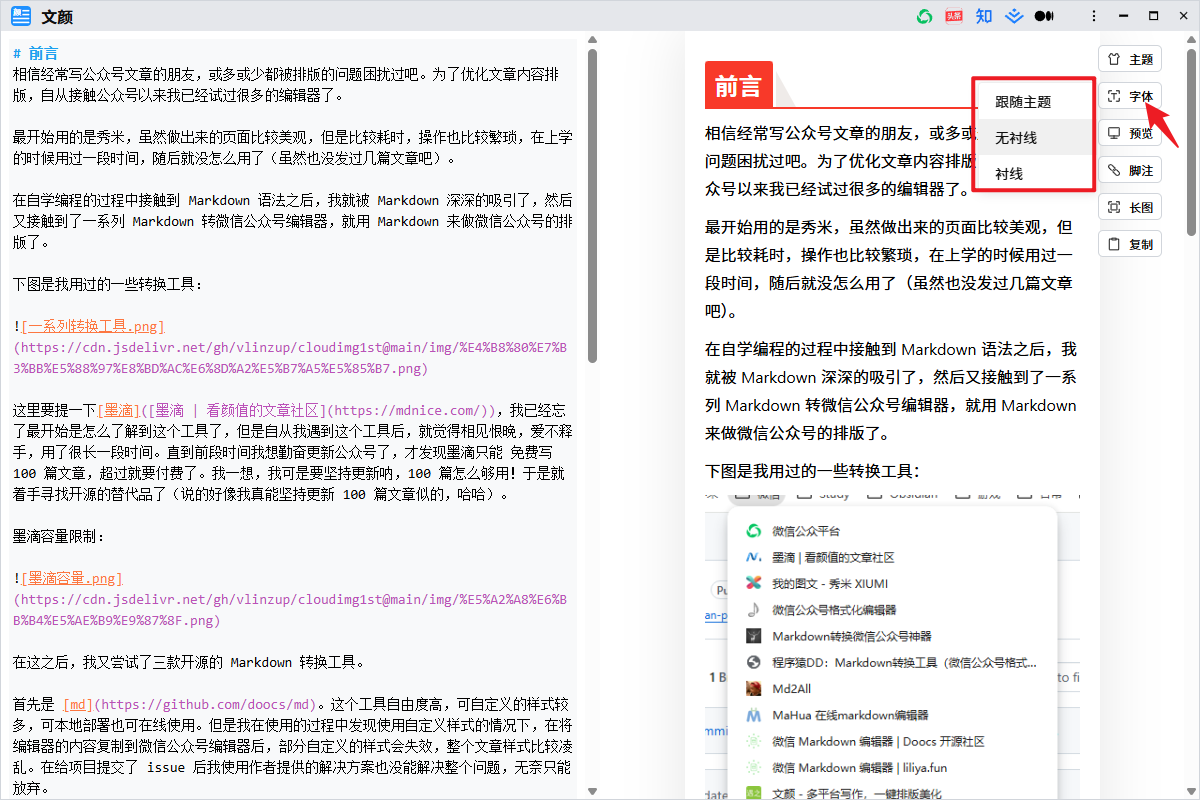 文颜
头条
知
# 前言
相信经常写公众号文章的朋友，或多或少都被排版的问题困扰过吧。为了优化文章内容排
版，自从接触公众号以来我已经试过很多的编辑器了。
最开始用的是秀米，虽然做出来的页面比较美观，但是比较耗时，操作也比较繁琐，在上学
的时候用过一段时间，随后就没怎么用了（虽然也没发过几篇文章吧）。
在自学编程的过程中接触到 Markdown 语法之后，我就被 Markdown 深深的吸引了，然后
又接触到了一系列 Markdown 转微信公众号编辑器，就用 Markdown 来做微信公众号的排
版了。
下图是我用过的一些转换工具：
![一系列转换工具.png]
(https://cdn.jsdelivr.net/gh/vlinzup/cloudimg1st@main/img/%E4%B8%80%E7%B
3%BB%E5%88%97%E8%BD%AC%E6%8D%A2%E5%B7%A5%E5%85%B7.png)
这里要提一下[墨滴]([墨滴 | 看颜值的文章社区](https://mdnice.com/))，我已经忘
了最开始是怎么了解到这个工具了，但是自从我遇到这个工具后，就觉得相见恨晚，爱不释
手，用了很长一段时间。直到前段时间我想勤奋更新公众号了，才发现墨滴只能 免费写
100 篇文章，超过就要付费了。我一想，我可是要坚持更新呐，100 篇怎么够用！于是就
着手寻找开源的替代品了（说的好像我真能坚持更新 100 篇文章似的，哈哈）。
墨滴容量限制：
![墨滴容量.png]
(https://cdn.jsdelivr.net/gh/vlinzup/cloudimg1st@main/img/%E5%A2%A8%E6%B
B%B4%E5%AE%B9%E9%87%8F.png)
在这之后，我又尝试了三款开源的 Markdown 转换工具。
首先是 [md](https://github.com/doocs/md)。这个工具自由度高，可自定义的样式较
多，可本地部署也可在线使用。但是我在使用的过程中发现使用自定义样式的情况下，在将
编辑器的内容复制到微信公众号编辑器后，部分自定义的样式会失效，整个文章样式比较凌
乱。在给项目提交了 issue 后我使用作者提供的解决方案也没能解决整个问题，无奈只能
放弃。
前言
相信经常写公众号文章的朋友，或多或
问题困扰过吧。为了优化文章内容排版
众号以来我已经试过很多的编辑器了。
最开始用的是秀米，虽然做出来的页面比较美观，但
是比较耗时，操作也比较繁琐，在上学的时候用过一
段时间，随后就没怎么用了（虽然也没发过几篇文章
吧）。
在自学编程的过程中接触到 Markdown 语法之后，我
就被 Markdown 深深的吸引了，然后又接触到了一系
列 Markdown 转微信公众号编辑器，就用 Markdown
来做微信公众号的排版了。
下图是我用过的一些转换工具：
微信 Study Obsidian 游戏 日常
微信公众平台
墨滴 | 看颜值的文章社区
我的图文 - 秀米 XIUMI
微信公众号格式化编辑器
Markdown转换微信公众号神器
程序猿DD：Markdown转换工具（微信公众号格式...
Md2All
MaHua 在线markdown编辑器
微信 Markdown 编辑器 | Doocs 开源社区
微信 Markdown 编辑器 | liliya.fun
文颜 - 多平台写作，一键排版美化
Pu
an-p
1 B
to fi
mmi
date
跟随主题
无衬线
衬线
主题
字体
预览
脚注
长图
复制